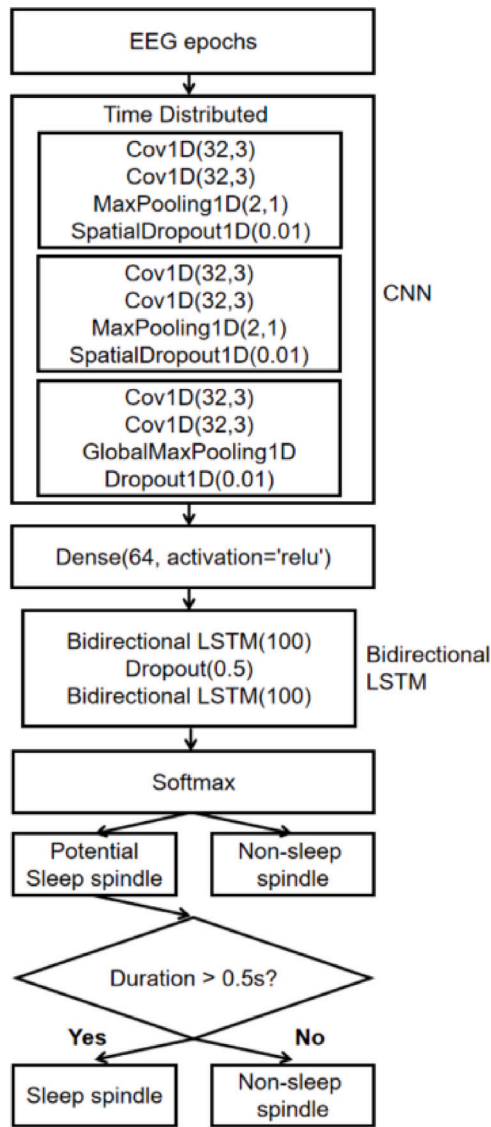 EEG epochs
Time Distributed
Cov1D(32,3)
Cov1D(32,3)
MaxPooling1D(2,1)
SpatialDropout1D(0.01)
Cov1D(32,3)
Cov1D(32,3)
MaxPooling1D(2,1)
SpatialDropout1D(0.01)
CNN
Cov1D(32,3)
Cov1D(32,3)
GlobalMaxPooling1D
Dropout1D(0.01)
Dense(64, activation='relu')
Bidirectional LSTM(100)
Dropout(0.5)
Bidirectional LSTM(100)
Bidirectional
LSTM
Softmax
Potential
Sleep spindle
Non-sleep
spindle
Duration > 0.5s?
Yes
No
Sleep spindle
Non-sleep
spindle